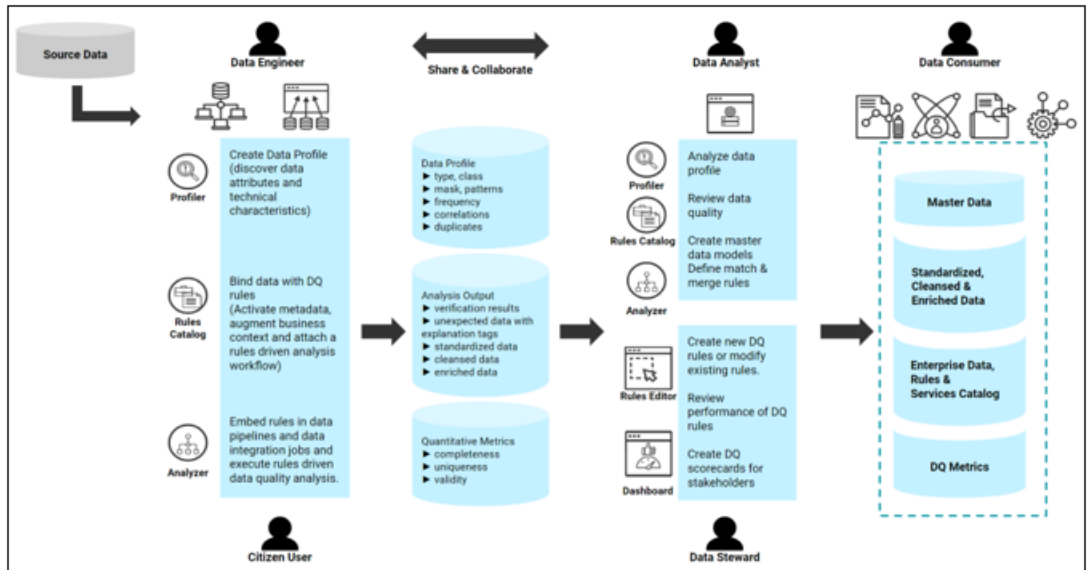 Source Data
Data Engineer
Share & Collaborate
Data Analyst
Data Consumer
Profiler
Create Data Profile
(discover data
attributes and
technical
characteristics)
Rules
Catalog
Bind data with DQ
rules
(Activate metadata,
augment business
context and attach a
rules driven analysis
workflow)
Analyzer
Embed rules in data
pipelines and data
integration jobs and
execute rules driven
data quality analysis.
Citizen User
Data Profile
► type, class
► mask, patterns
► frequency
► correlations
► duplicates
Analysis Output
► verification results
► unexpected data with
explanation tags
► standardized data
► cleansed data
► enriched data
Quantitative Metrics
► completeness
► uniqueness
► validity
Profiler
Rules Catalog
Analyzer
Analyze data
profile
Review data
quality
Create master
data models
Define match &
merge rules
Rules Editor
Dashboard
Create new DQ
rules or modify
existing rules.
Review
performance of DQ
rules
Create DQ
scorecards for
stakeholders
Data Steward
Master Data
Standardized,
Cleansed &
Enriched Data
Enterprise Data,
Rules &
Services Catalog
DQ Metrics